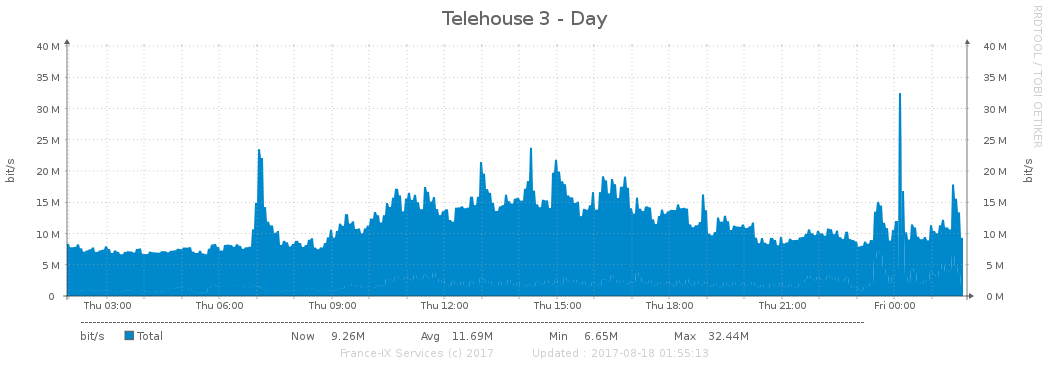 Telehouse 3 - Day
RRDTOOL / TOBI OETIKER
40 M 40 M
35 M 35 M
30 M 30 M
25 M 25 M
20 M 20 M
15 M 15 M
10 M 10 M
5 M 5 M
0 0 M
bit/s bit/s
Thu 03:00 Thu 06:00 Thu 09:00 Thu 12:00 Thu 15:00 Thu 18:00 Thu 21:00 Fri 00:00
bit/s Total Now 9.26M Avg 11.69M Min 6.65M Max 32.44M
France-IX Services (c) 2017 Updated : 2017-08-18 01:55:13